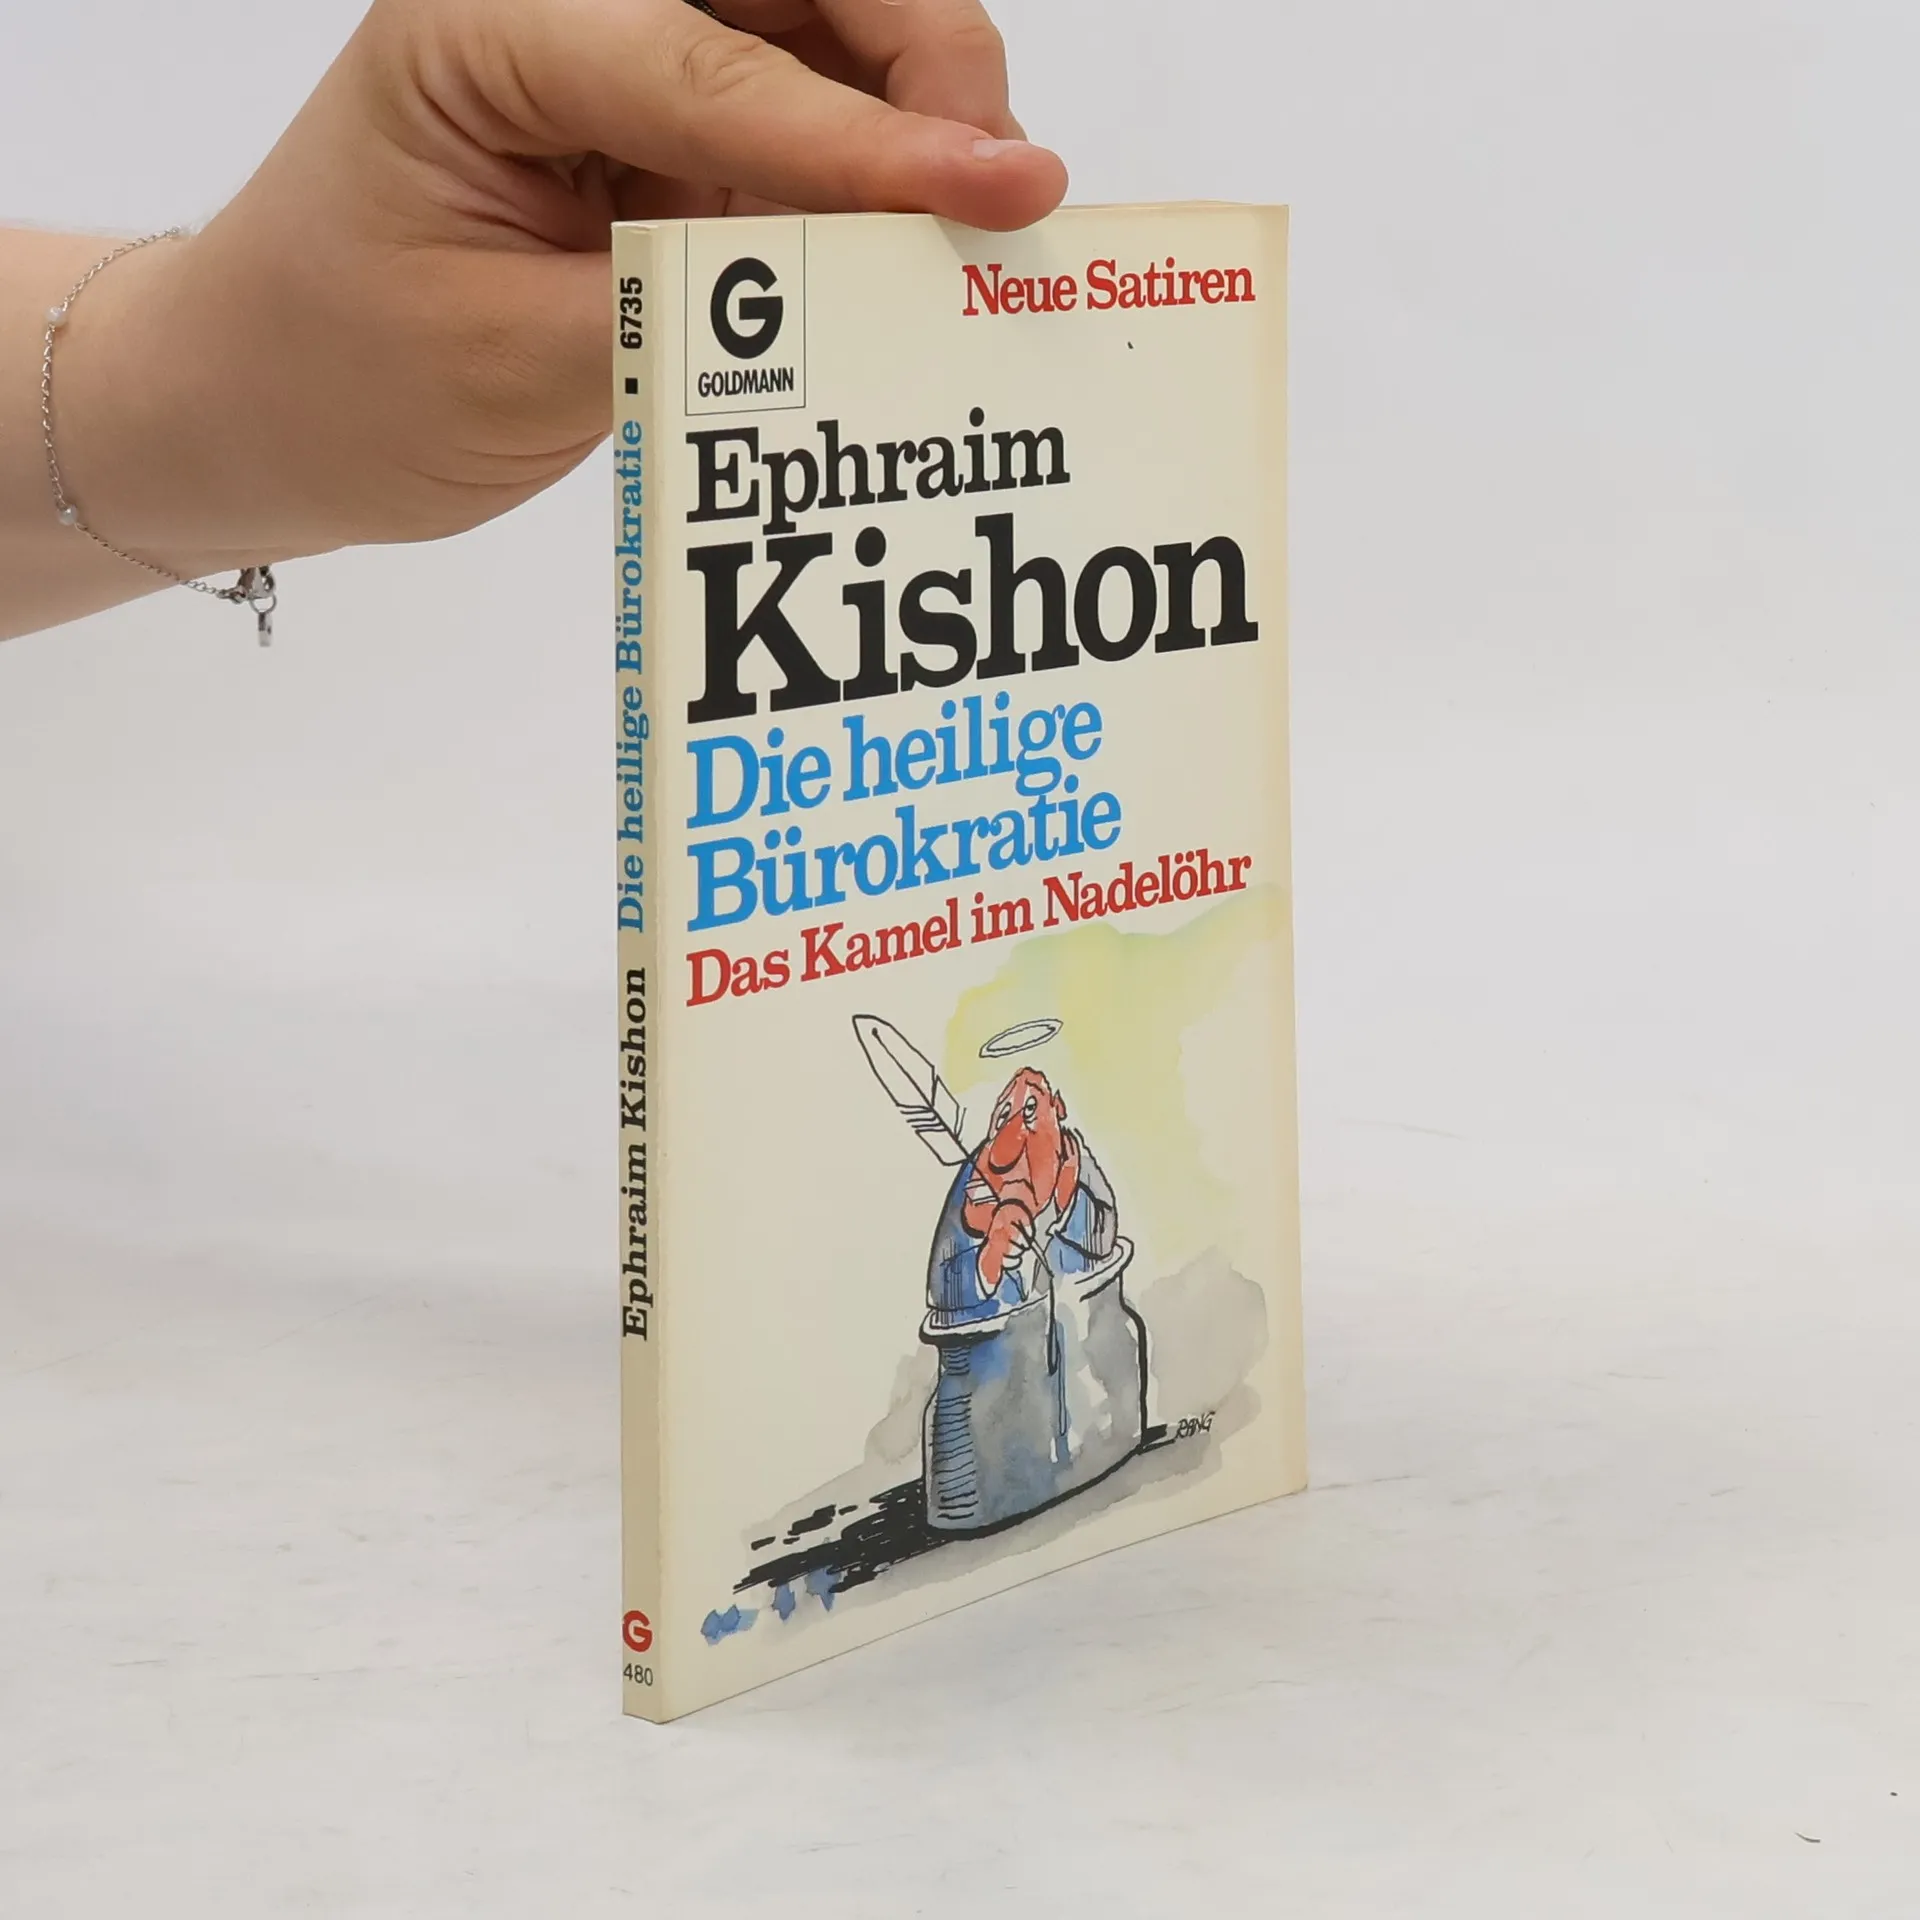 G
GOLDMANN
Neue Satiren
Ephraim
Kishon
Die heilige
Bürokratie
Das Kamel im Nadelöhr
RANG
Ephraim Kishon Die heilige Bürokratie ▪ 6735
G
480